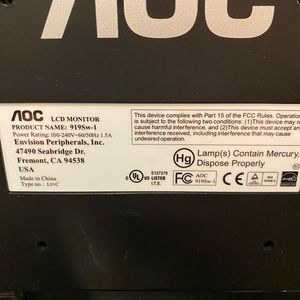 AOC
AOC LCD MONITOR
PRODUCT NAME: 919Sw-1
Power Rating: 100-240V~60/50Hz 1.5A
Envision Peripherals, Inc.
47490 Seabridge Dr.
Fremont, CA 94538
USA
Made in China
Type no.: L91C
This device complies with Part 15 of the FCC Rules. Operation
is subject to the following two conditions: (1)This device may n
cause harmful interference, and (2)This device must accept a
interference received, including interference that may cause
undesired operation.
Hg Lamp(s) Contain Mercury,
Dispose Properly
UL LISTED
E137379
I.T.E.
FC AOC
919Sw-1